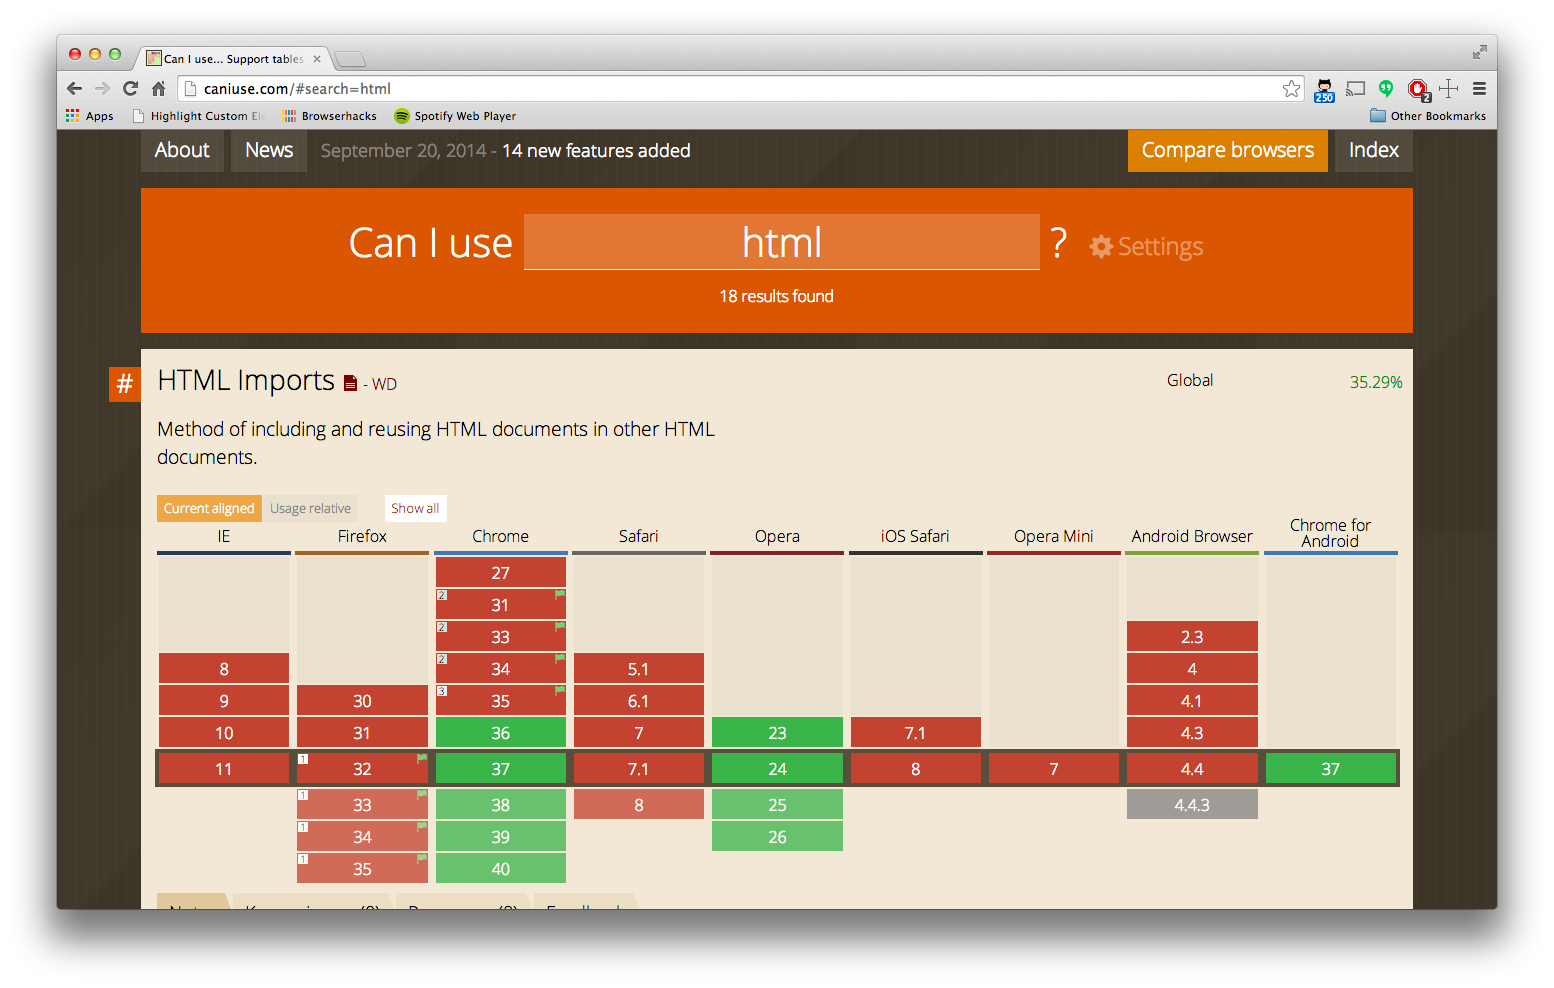 Can I use... Support tables
caniuse.com/#search=html
250
2
Apps
Highlight Custom Ele
Browserhacks
Spotify Web Player
Other Bookmarks
About
News
September 20, 2014 - 14 new features added
Compare browsers
Index
Can I use html ? Settings
18 results found
#
HTML Imports - WD
Global
35.29%
Method of including and reusing HTML documents in other HTML
documents.
Current aligned
Usage relative
Show all
IE Firefox Chrome Safari Opera iOS Safari Opera Mini Android Browser Chrome for Android
27
2 31
2 33 2.3
8 2 34 5.1 4
9 30 3 35 6.1 4.1
10 31 36 7 23 7.1 4.3
11 1 32 37 7.1 24 8 7 4.4 37
1 33 38 8 25 4.4.3
1 34 39 26
1 35 40